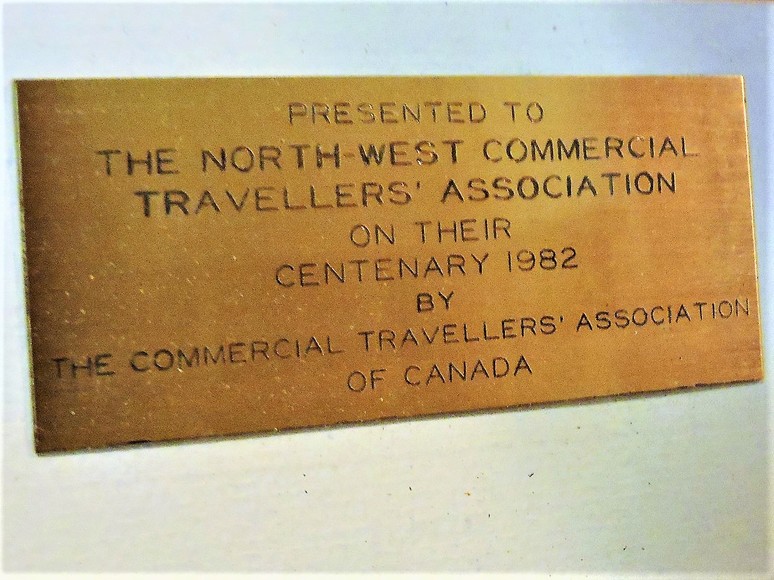 PRESENTED TO
THE NORTH-WEST COMMERCIAL
TRAVELLERS' ASSOCIATION
ON THEIR
CENTENARY 1982
BY
THE COMMERCIAL TRAVELLERS' ASSOCIATION
OF CANADA